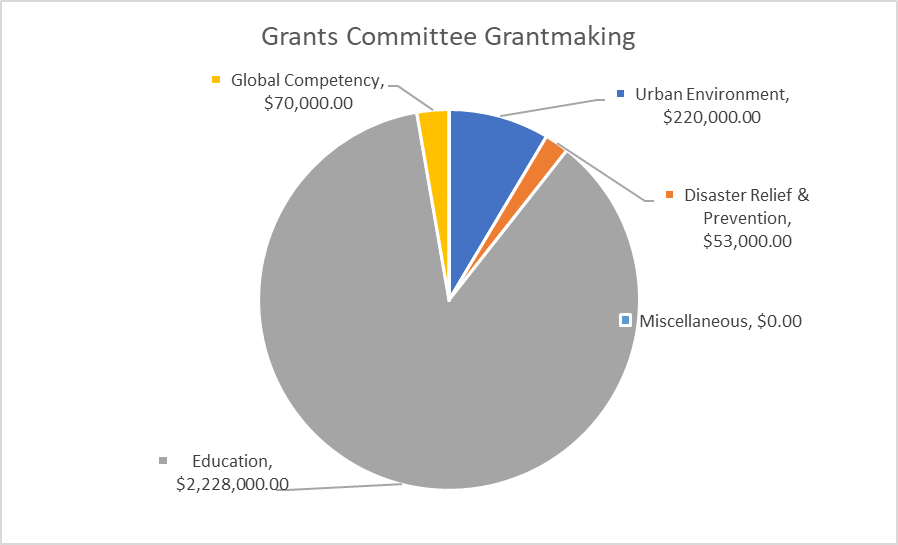 Grants Committee Grantmaking
Global Competency,
$70,000.00
Urban Environment,
$220,000.00
Disaster Relief &
Prevention,
$53,000.00
Miscellaneous, $0.00
Education,
$2,228,000.00